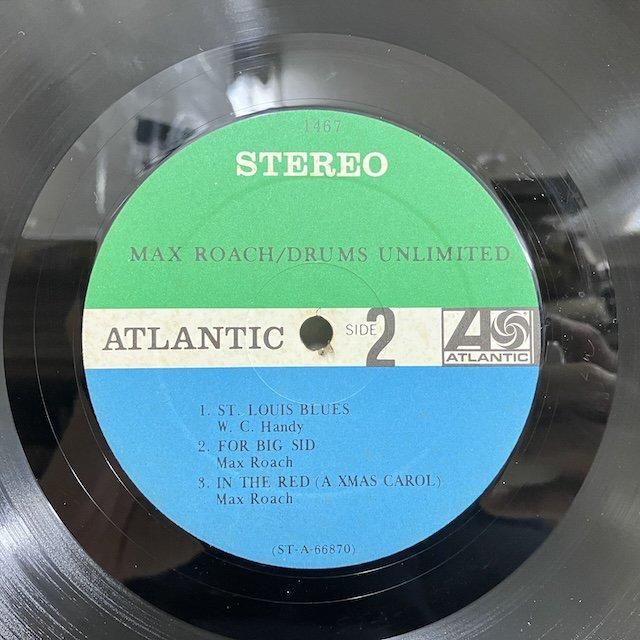 1467
STEREO
MAX ROACH/DRUMS UNLIMITED
ATLANTIC SIDE 2 A
ATLANTIC
1. ST. LOUIS BLUES
W. C. Handy
2. FOR BIG SID
Max Roach
3. IN THE RED (A XMAS CAROL)
Max Roach
(ST-A-66870)